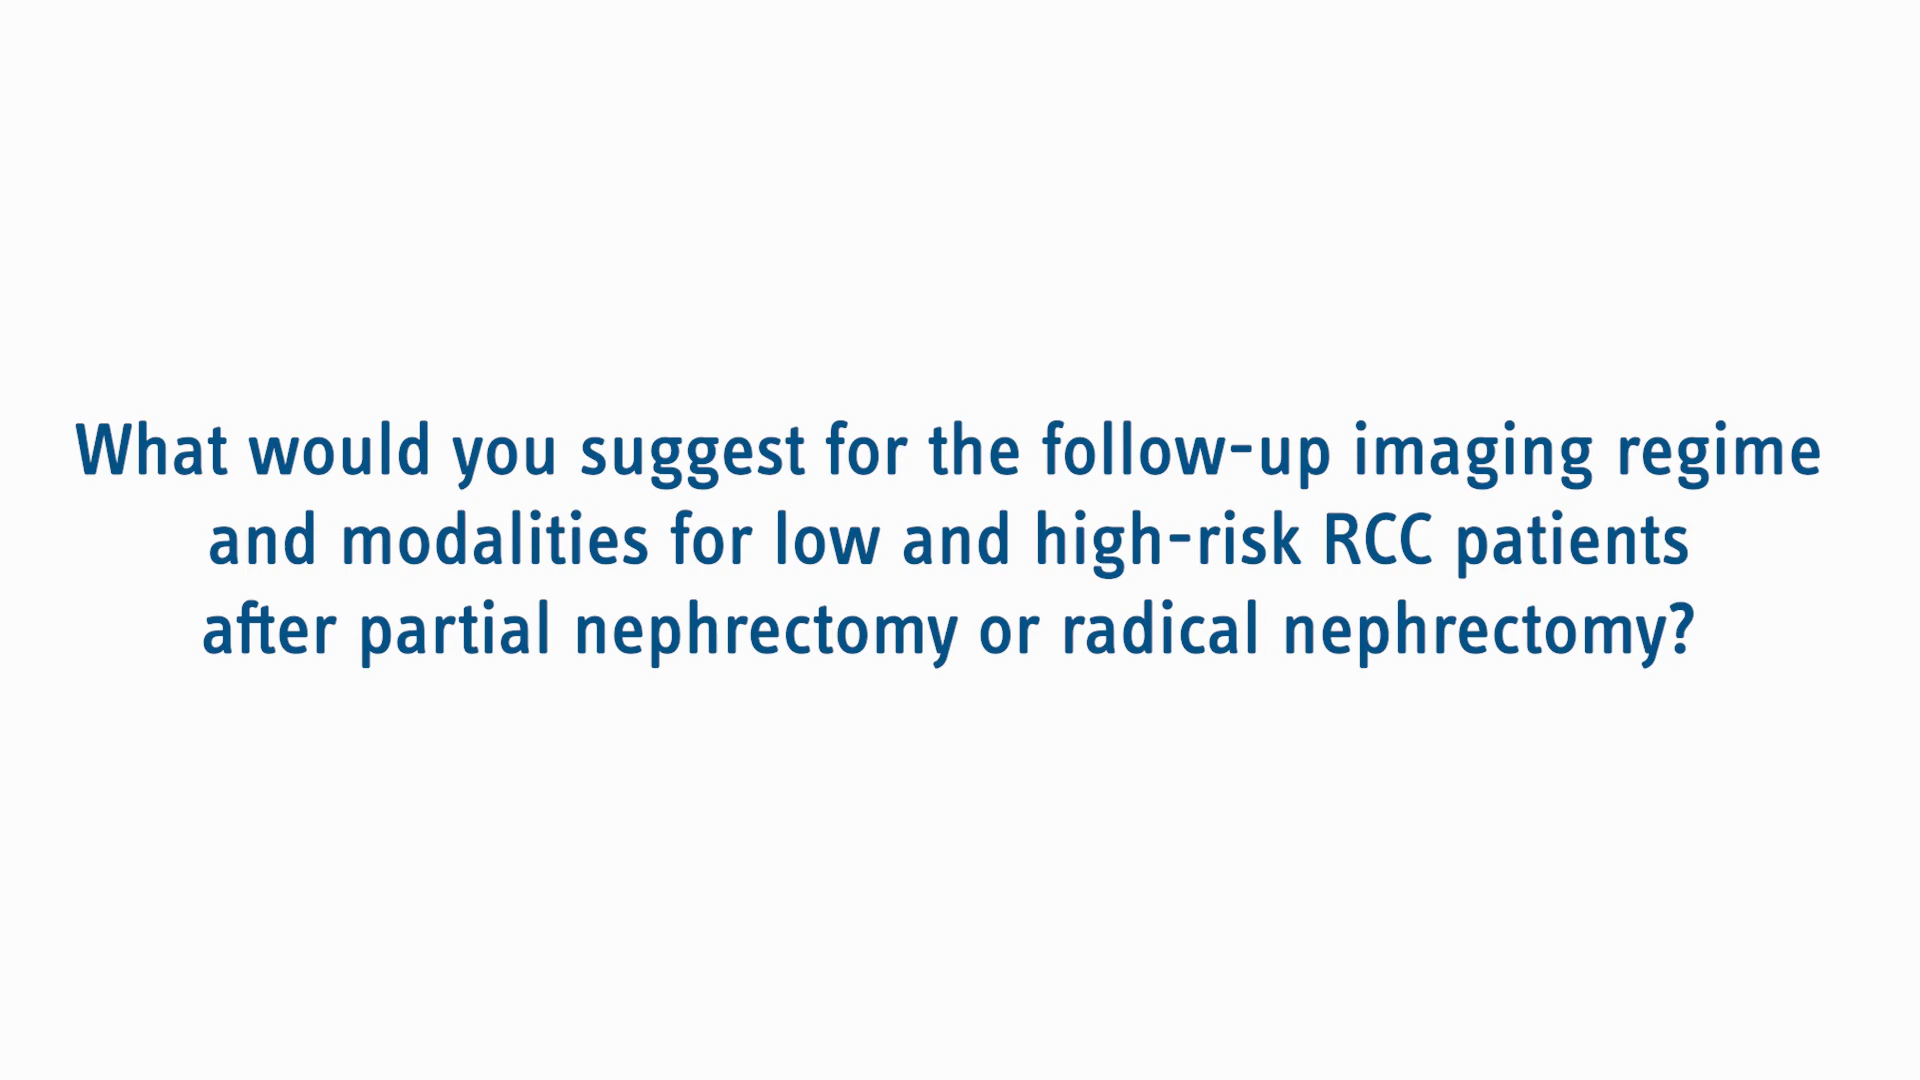 What would you suggest for the follow-up imaging regime
and modalities for low and high-risk RCC patients
after partial nephrectomy or radical nephrectomy?